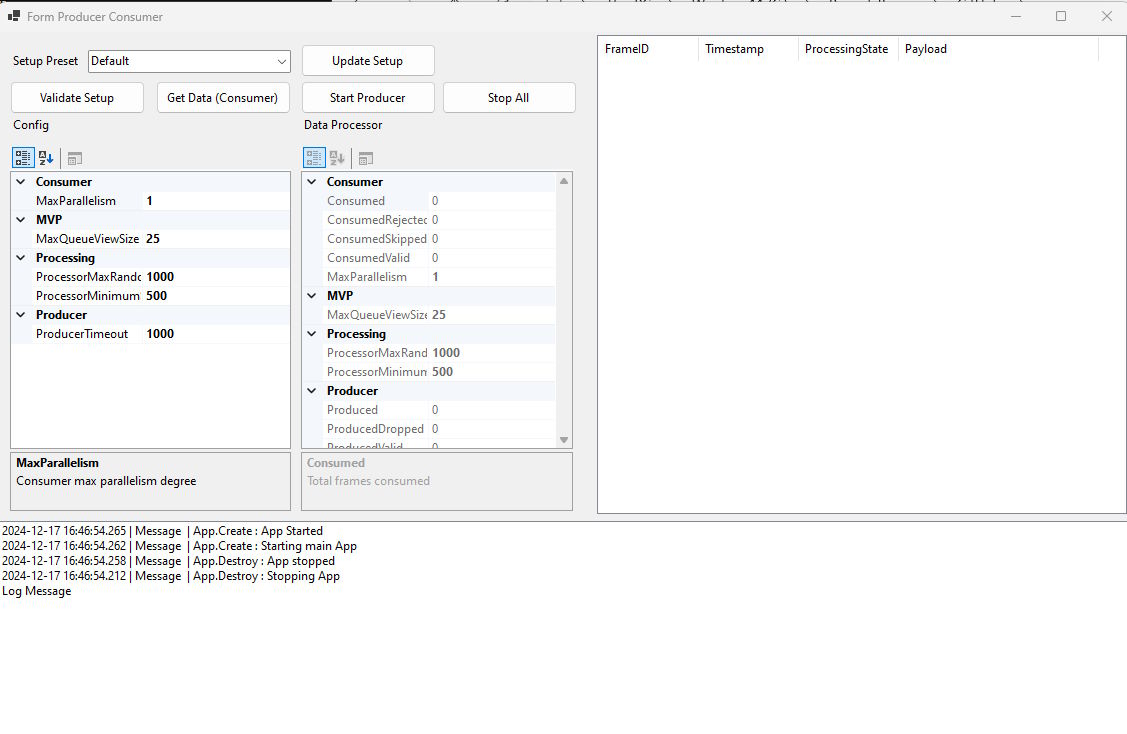 Form Producer Consumer
Setup Preset Default Update Setup
Validate Setup Get Data (Consumer) Start Producer Stop All
Config Data Processor
Consumer
MaxParallelism 1
MVP
MaxQueueViewSize 25
Processing
ProcessorMaxRando 1000
ProcessorMinimum 500
Producer
ProducerTimeout 1000
MaxParallelism
Consumer max parallelism degree
Consumer
Consumed 0
ConsumedRejected 0
ConsumedSkipped 0
ConsumedValid 0
MaxParallelism 1
MVP
MaxQueueViewSize 25
Processing
ProcessorMaxRand 1000
ProcessorMinimum 500
Producer
Produced 0
ProducedDropped 0
ProducedValid 0
Consumed
Total frames consumed
FrameID Timestamp ProcessingState Payload
2024-12-17 16:46:54.265 | Message | App.Create : App Started
2024-12-17 16:46:54.262 | Message | App.Create : Starting main App
2024-12-17 16:46:54.258 | Message | App.Destroy : App stopped
2024-12-17 16:46:54.212 | Message | App.Destroy : Stopping App
Log Message